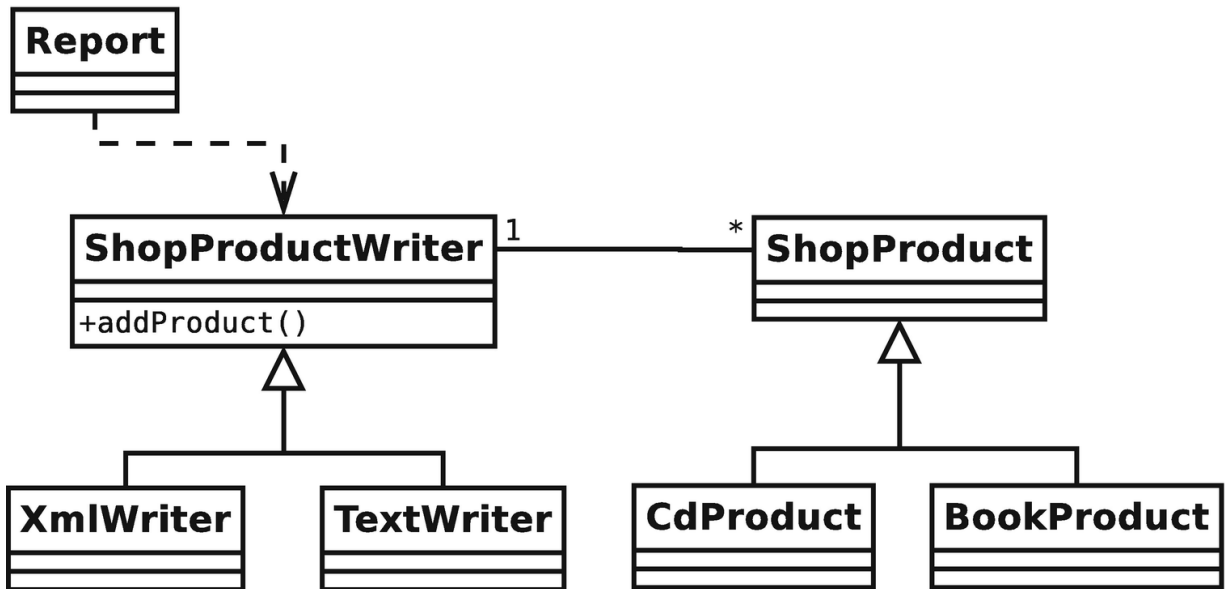 Report
ShopProductWriter
1
*
ShopProduct
+addProduct()
XmlWriter
TextWriter
CdProduct
BookProduct